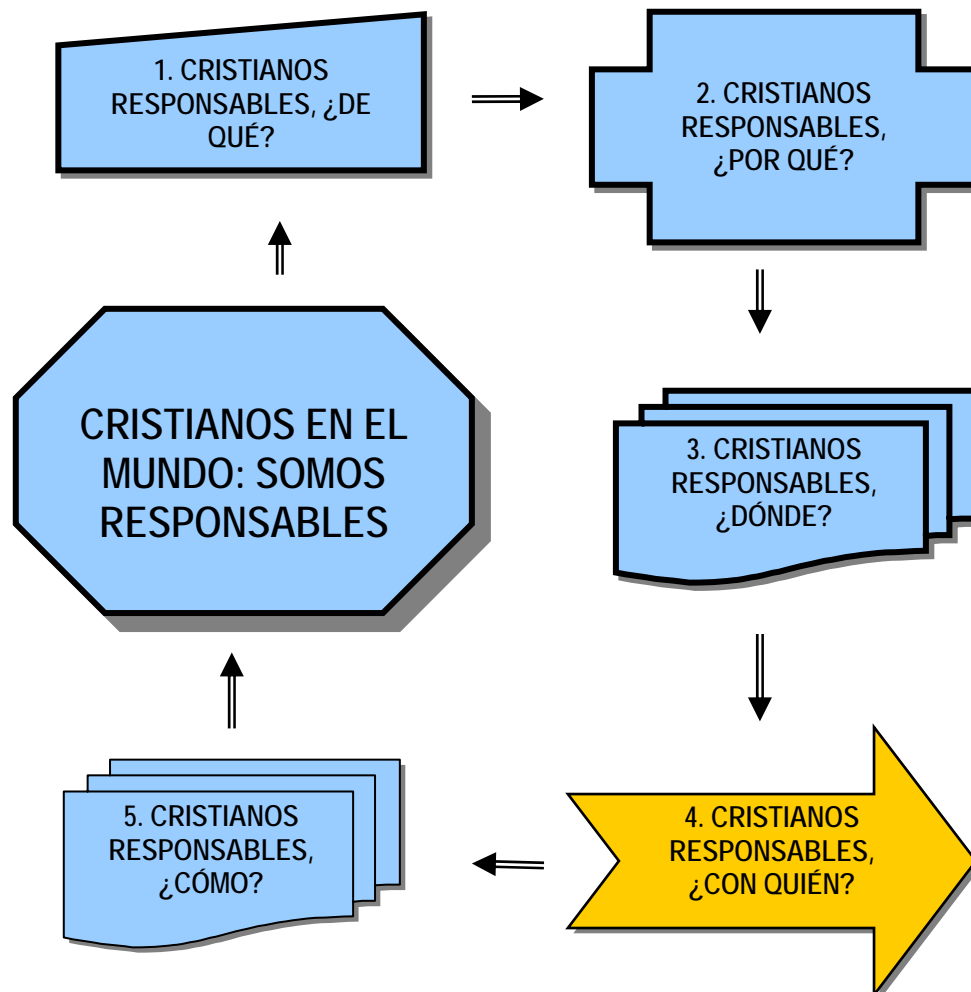 1. CRISTIANOS
RESPONSABLES, ¿DE
QUÉ?
2. CRISTIANOS
RESPONSABLES,
¿POR QUÉ?
CRISTIANOS EN EL
MUNDO: SOMOS
RESPONSABLES
3. CRISTIANOS
RESPONSABLES,
¿DÓNDE?
4. CRISTIANOS
RESPONSABLES,
¿CON QUIÉN?
5. CRISTIANOS
RESPONSABLES,
¿CÓMO?